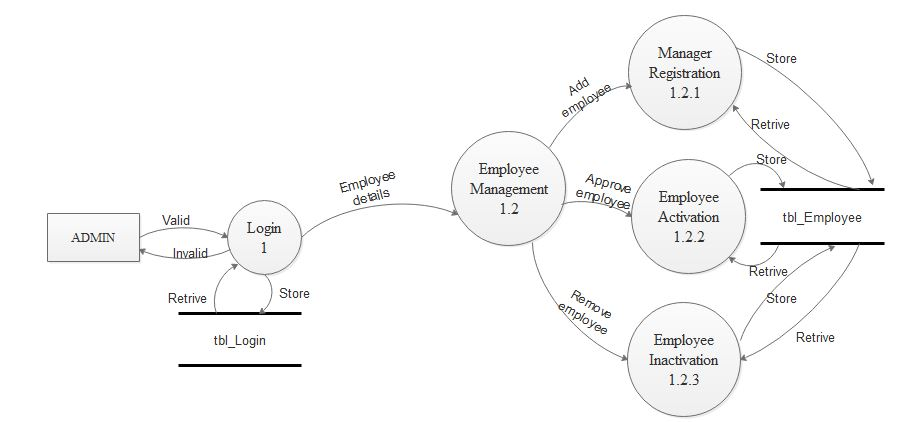 Manager
Registration
1.2.1
Store
Add
employee
Retrive
Employee
Management
1.2
Employee
details
Approve
employee
Employee
Activation
1.2.2
Store
tbl_Employee
Retrive
ADMIN
Valid
Invalid
Login
1
Retrive
Store
tbl_Login
Remove
employee
Employee
Inactivation
1.2.3
Store
Retrive